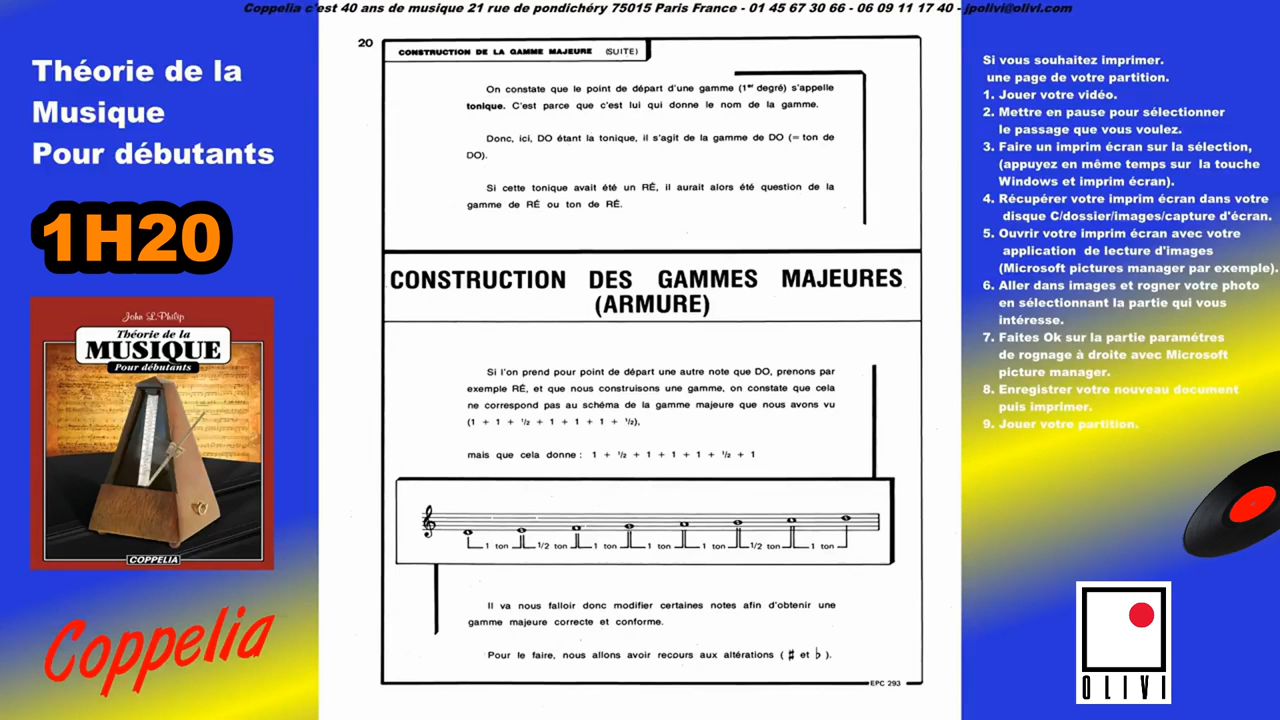 Coppelia c'est 40 ans de musique 21 rue de pondichéry 75015 Paris France - 01 45 67 30 66 - 06 09 11 17 40 - jpolivi@olivi.com
Théorie de la
Musique
Pour débutants
1H20
John L. Philip
Théorie de la
MUSIQUE
Pour débutants
COPPELIA
Coppelia
20
CONSTRUCTION DE LA GAMME MAJEURE (SUITE)
On constate que le point de départ d'une gamme (1er degré) s'appelle
tonique. C'est parce que c'est lui qui donne le nom de la gamme.
Donc, ici, DO étant la tonique, il s'agit de la gamme de DO (= ton de
DO).
Si cette tonique avait été un RÉ, il aurait alors été question de la
gamme de RÉ ou ton de RÉ.
CONSTRUCTION DES GAMMES MAJEURES
(ARMURE)
Si l'on prend pour point de départ une autre note que DO, prenons par
exemple RÉ, et que nous construisons une gamme, on constate que cela
ne correspond pas au schéma de la gamme majeure que nous avons vu
(1 + 1 + 1/2 + 1 + 1 + 1 + 1/2),
mais que cela donne : 1 + 1/2 + 1 + 1 + 1 + 1/2 + 1
1 ton 1/2 ton 1 ton 1 ton 1 ton 1/2 ton 1 ton
Il va nous falloir donc modifier certaines notes afin d'obtenir une
gamme majeure correcte et conforme.
Pour le faire, nous allons avoir recours aux altérations ( ♯ et ♭ ).
EPC 293
Si vous souhaitez imprimer.
une page de votre partition.
1. Jouer votre vidéo.
2. Mettre en pause pour sélectionner
le passage que vous voulez.
3. Faire un imprim écran sur la sélection,
(appuyez en même temps sur la touche
Windows et imprim écran).
4. Récupérer votre imprim écran dans votre
disque C/dossier/images/capture d'écran.
5. Ouvrir votre imprim écran avec votre
application de lecture d'images
(Microsoft pictures manager par exemple).
6. Aller dans images et rogner votre photo
en sélectionnant la partie qui vous
intéresse.
7. Faites Ok sur la partie paramétres
de rognage à droite avec Microsoft
picture manager.
8. Enregistrer votre nouveau document
puis imprimer.
9. Jouer votre partition.
OLIVI